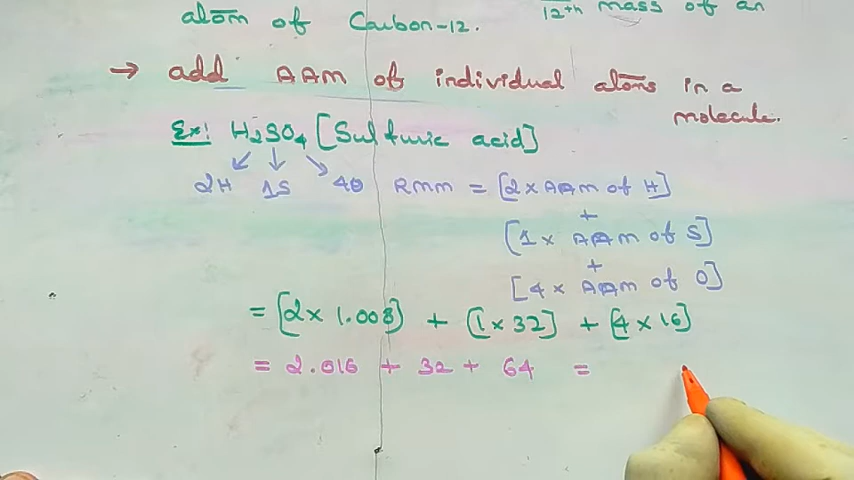 12th mass of an
atom of Carbon-12.
→ add AAM of individual atoms in a
molecule.
Ex: H₂SO₄ [Sulfuric acid]
2H 1S 4O RMM = [2 x AAM of H]
+
[1 x AAM of S]
+
[4 x AAM of O]
= [2 x 1.008] + [1 x 32] + [4 x 16]
= 2.016 + 32 + 64 =